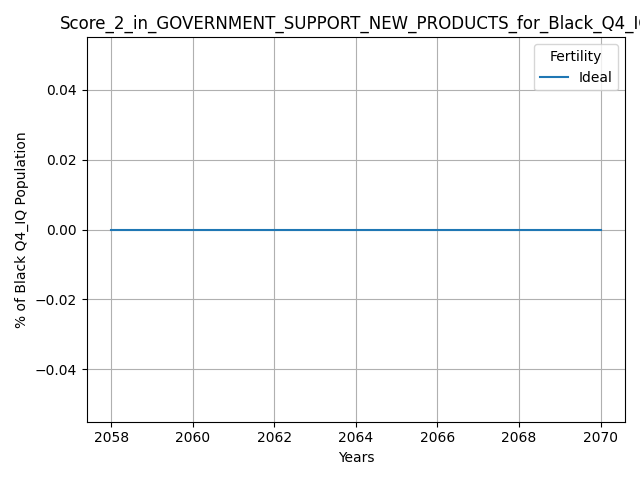 Score_2_in_GOVERNMENT_SUPPORT_NEW_PRODUCTS_for_Black_Q4_I
Fertility
Ideal
0.04
0.02
0.00
−0.02
−0.04
% of Black Q4_IQ Population
2058 2060 2062 2064 2066 2068 2070
Years